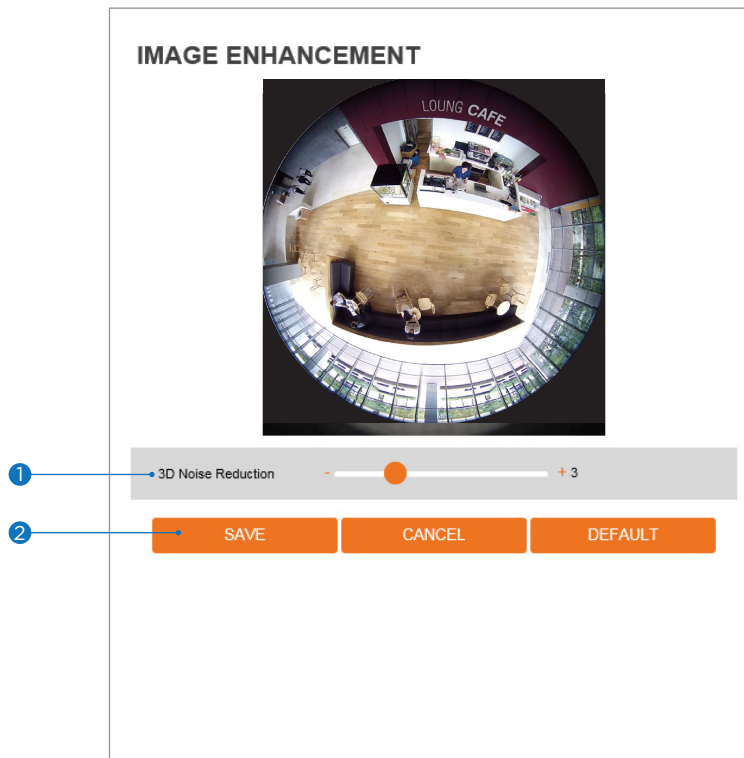 IMAGE ENHANCEMENT
LOUNG CAFE
1
3D Noise Reduction - + 3
2
SAVE CANCEL DEFAULT